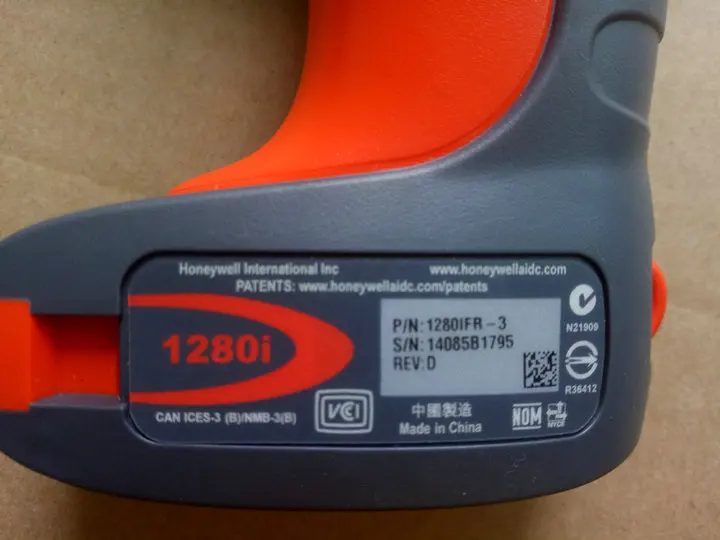 Honeywell International Inc
www.honeywellaidc.com
PATENTS: www.honeywellaidc.com/patents
1280i
P/N: 1280IFR-3
S/N: 14085B1795
REV: D
N21909
R36412
CAN ICES-3 (B)/NMB-3(B)
VCI
中國製造
Made in China
NOM
NYCE